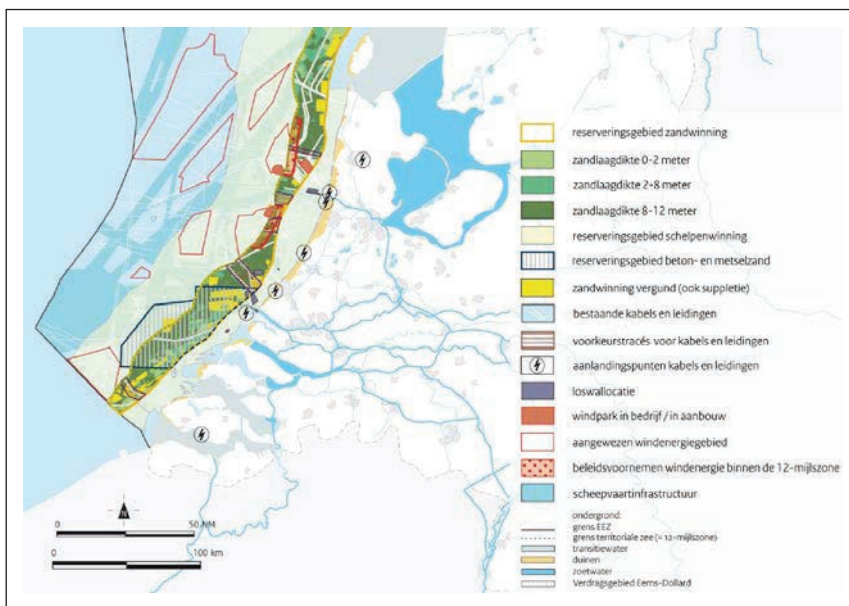 reserveringsgebied zandwinning
zandlaagdikte 0-2 meter
zandlaagdikte 2-8 meter
zandlaagdikte 8-12 meter
reserveringsgebied schelpenwinning
reserveringsgebied beton- en metselzand
zandwinning vergund (ook suppletie)
bestaande kabels en leidingen
voorkeurstracés voor kabels en leidingen
aanlandingspunten kabels en leidingen
loswallocatie
windpark in bedrijf / in aanbouw
aangewezen windenergiegebied
beleidsvoornemen windenergie binnen de 12-mijlszone
scheepvaartinfrastructuur
ondergrond:
grens EEZ
grens territoriale zee (= 12-mijlszone)
transitiewater
duinen
zoetwater
Verdragsgebied Eems-Dollard
N
0 50 NM
0 100 km